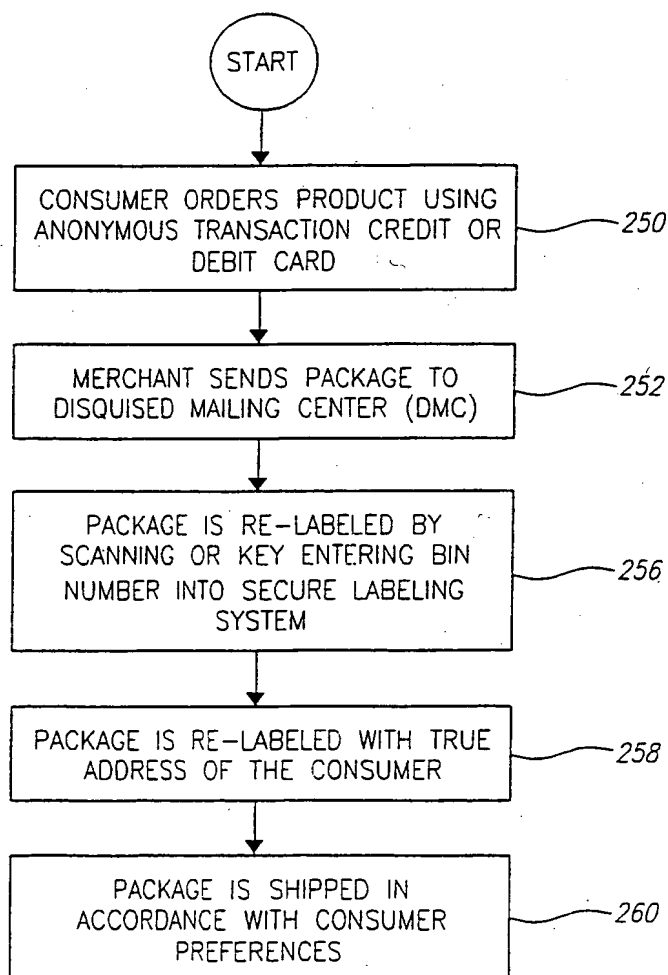 START
CONSUMER ORDERS PRODUCT USING
ANONYMOUS TRANSACTION CREDIT OR
DEBIT CARD
250
MERCHANT SENDS PACKAGE TO
DISQUISED MAILING CENTER (DMC)
252
PACKAGE IS RE-LABELED BY
SCANNING OR KEY ENTERING BIN
NUMBER INTO SECURE LABELING
SYSTEM
256
PACKAGE IS RE-LABELED WITH TRUE
ADDRESS OF THE CONSUMER
258
PACKAGE IS SHIPPED IN
ACCORDANCE WITH CONSUMER
PREFERENCES
260